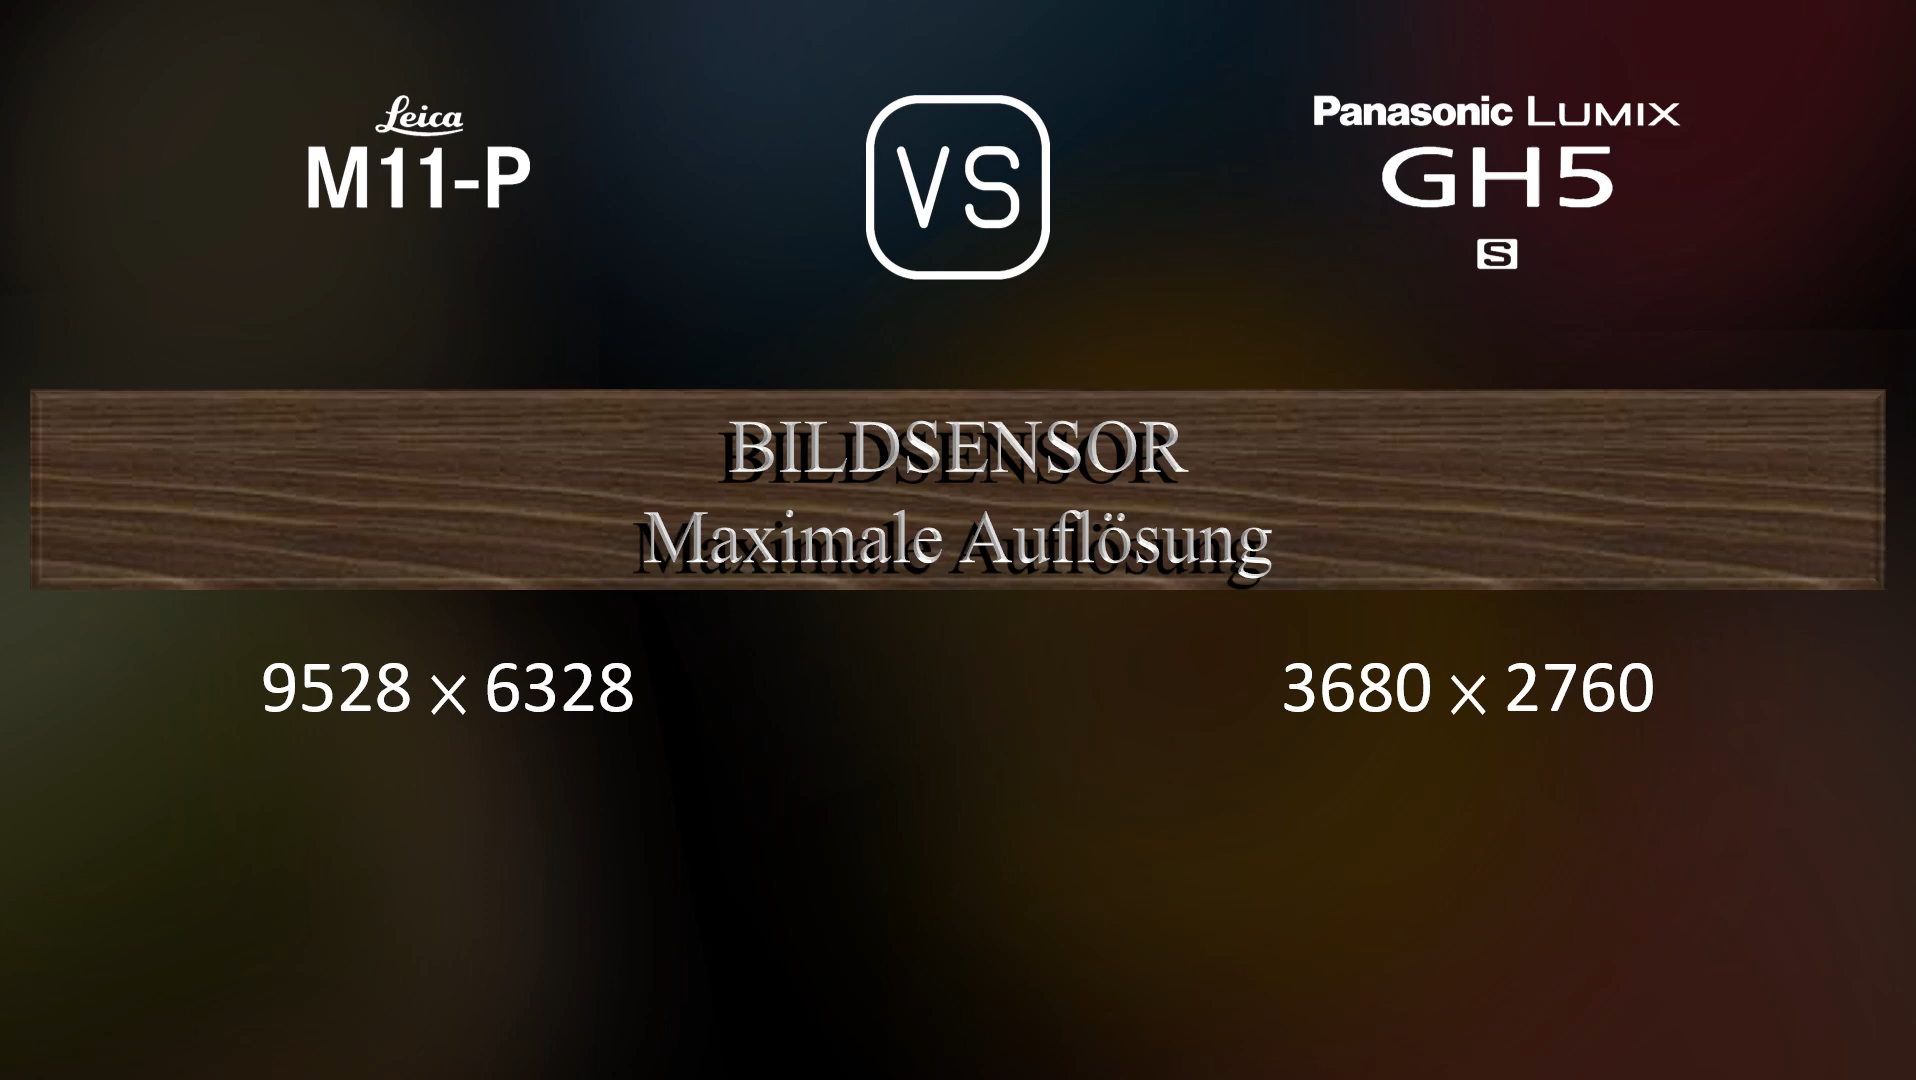 Leica
M11-P
VS
Panasonic LUMIX
GH5
S
BILDSENSOR
Maximale Auflösung
9528 x 6328
3680 x 2760